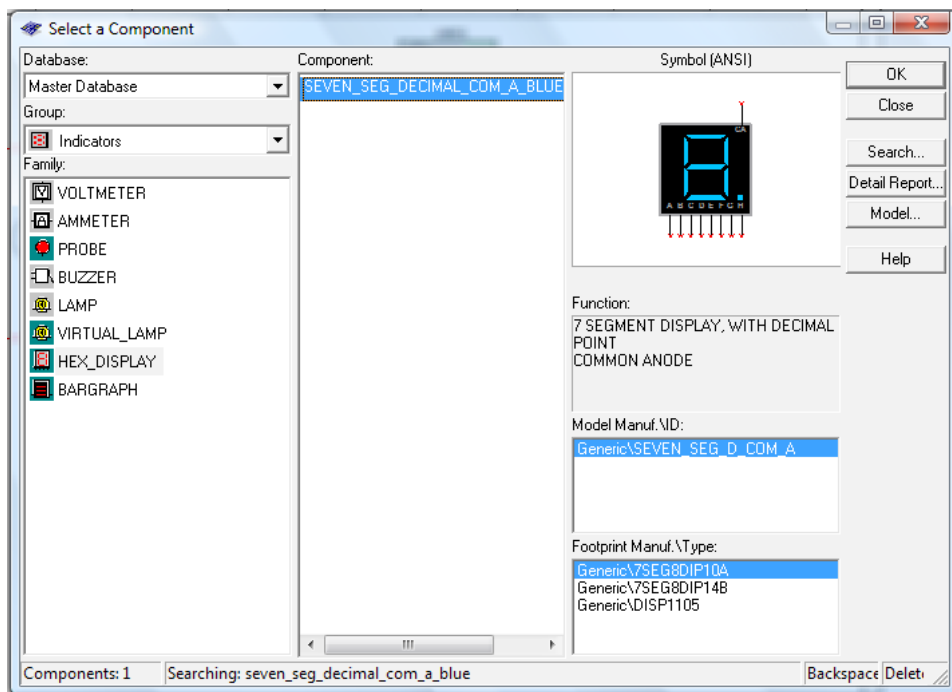 Select a Component
Database:
Master Database
Group:
Indicators
Family:
VOLTMETER
AMMETER
PROBE
BUZZER
LAMP
VIRTUAL_LAMP
HEX_DISPLAY
BARGRAPH
Component:
SEVEN_SEG_DECIMAL_COM_A_BLUE
Symbol (ANSI)
CA
A B C D E F G H
Function:
7 SEGMENT DISPLAY, WITH DECIMAL
POINT
COMMON ANODE
Model Manuf.\ID:
Generic\SEVEN_SEG_D_COM_A
Footprint Manuf.\Type:
Generic\7SEG8DIP10A
Generic\7SEG8DIP14B
Generic\DISP1105
OK
Close
Search...
Detail Report...
Model...
Help
Components: 1
Searching: seven_seg_decimal_com_a_blue
Backspace
Delet